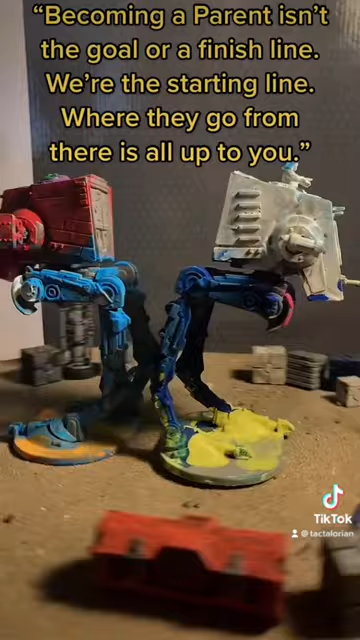 “Becoming a Parent isn’t
the goal or a finish line.
We’re the starting line.
Where they go from
there is all up to you.”
TikTok
@tactalorian